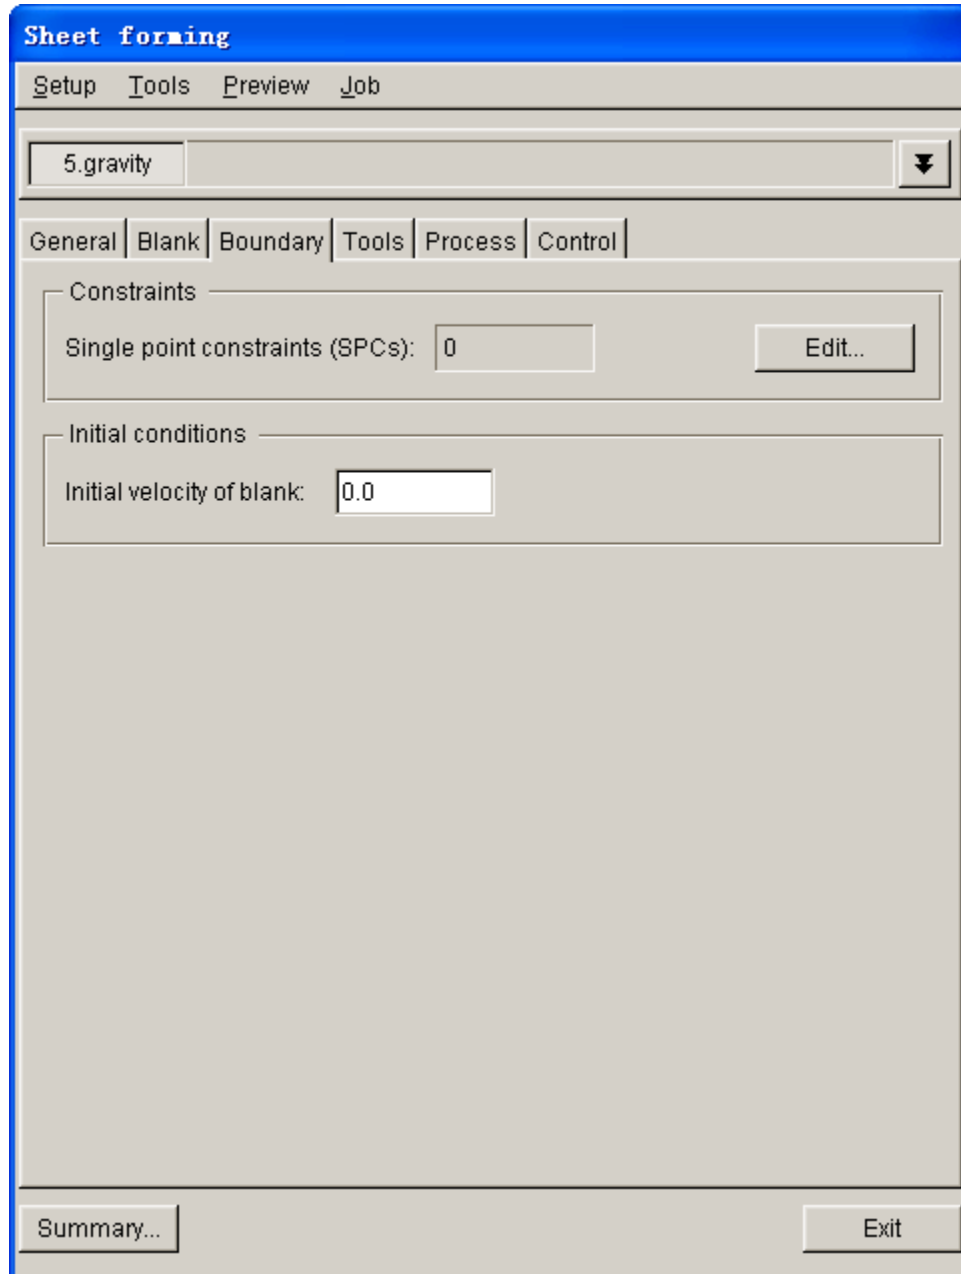 Sheet forming
Setup Tools Preview Job
5.gravity
General Blank Boundary Tools Process Control
Constraints
Single point constraints (SPCs): 0 Edit...
Initial conditions
Initial velocity of blank: 0.0
Summary... Exit